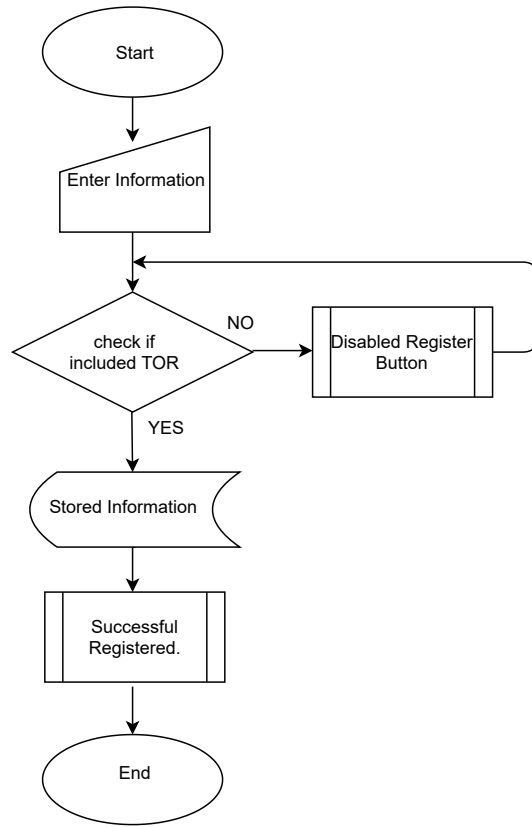 Start
Enter Information
check if
included TOR
NO
Disabled Register
Button
YES
Stored Information
Successful
Registered.
End